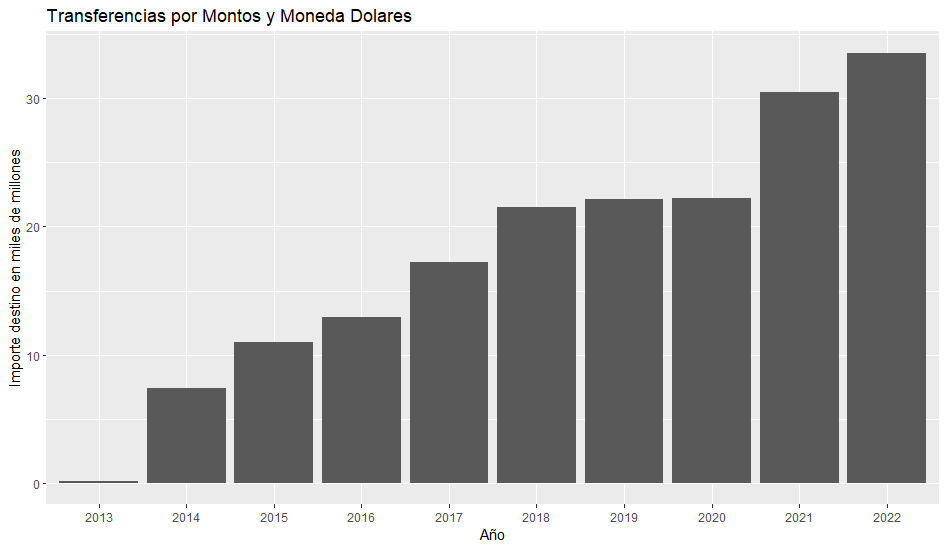 Transferencias por Montos y Moneda Dolares
Importe destino en miles de millones
30
20
10
0
2013 2014 2015 2016 2017 2018 2019 2020 2021 2022
Año